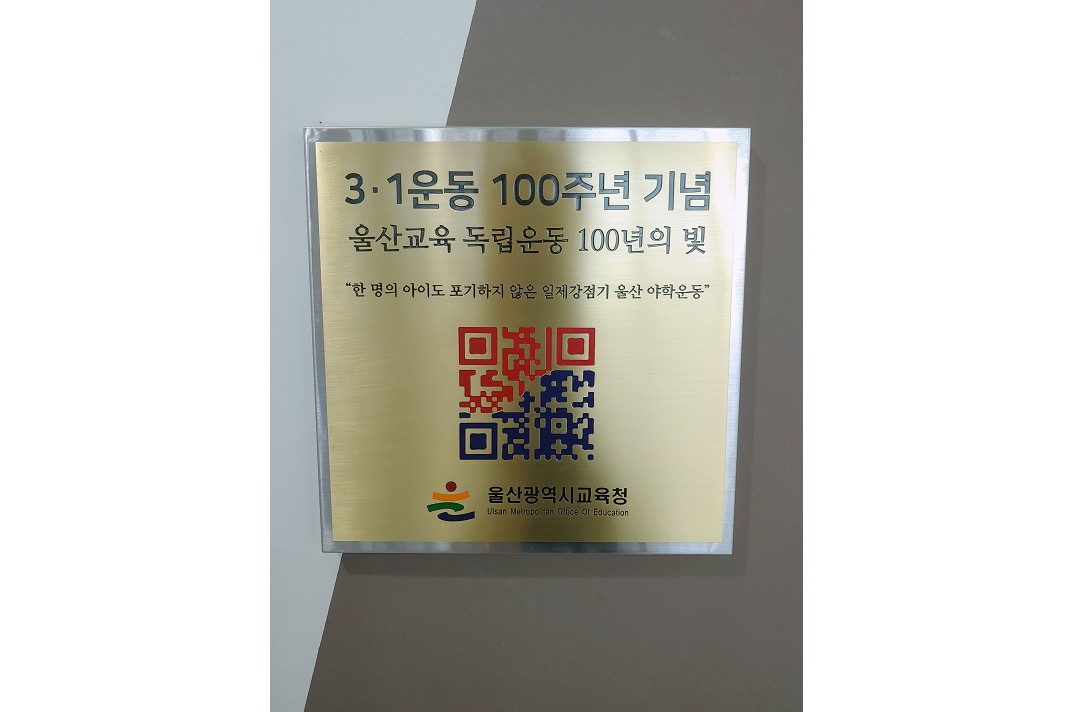 3·1운동 100주년 기념
울산교육 독립운동 100년의 빛
“한 명의 아이도 포기하지 않은 일제강점기 울산 야학운동”
울산광역시교육청
Ulsan Metropolitan Office Of Education